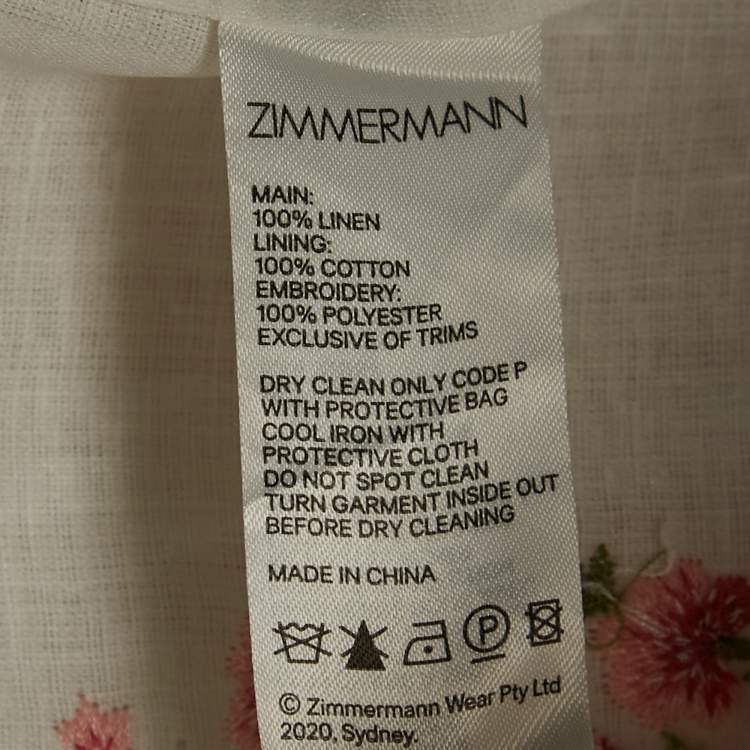 ZIMMERMANN
MAIN:
100% LINEN
LINING:
100% COTTON
EMBROIDERY:
100% POLYESTER
EXCLUSIVE OF TRIMS
DRY CLEAN ONLY CODE P
WITH PROTECTIVE BAG
COOL IRON WITH
PROTECTIVE CLOTH
DO NOT SPOT CLEAN
TURN GARMENT INSIDE OUT
BEFORE DRY CLEANING
MADE IN CHINA
P
© Zimmermann Wear Pty Ltd
2020. Sydney.